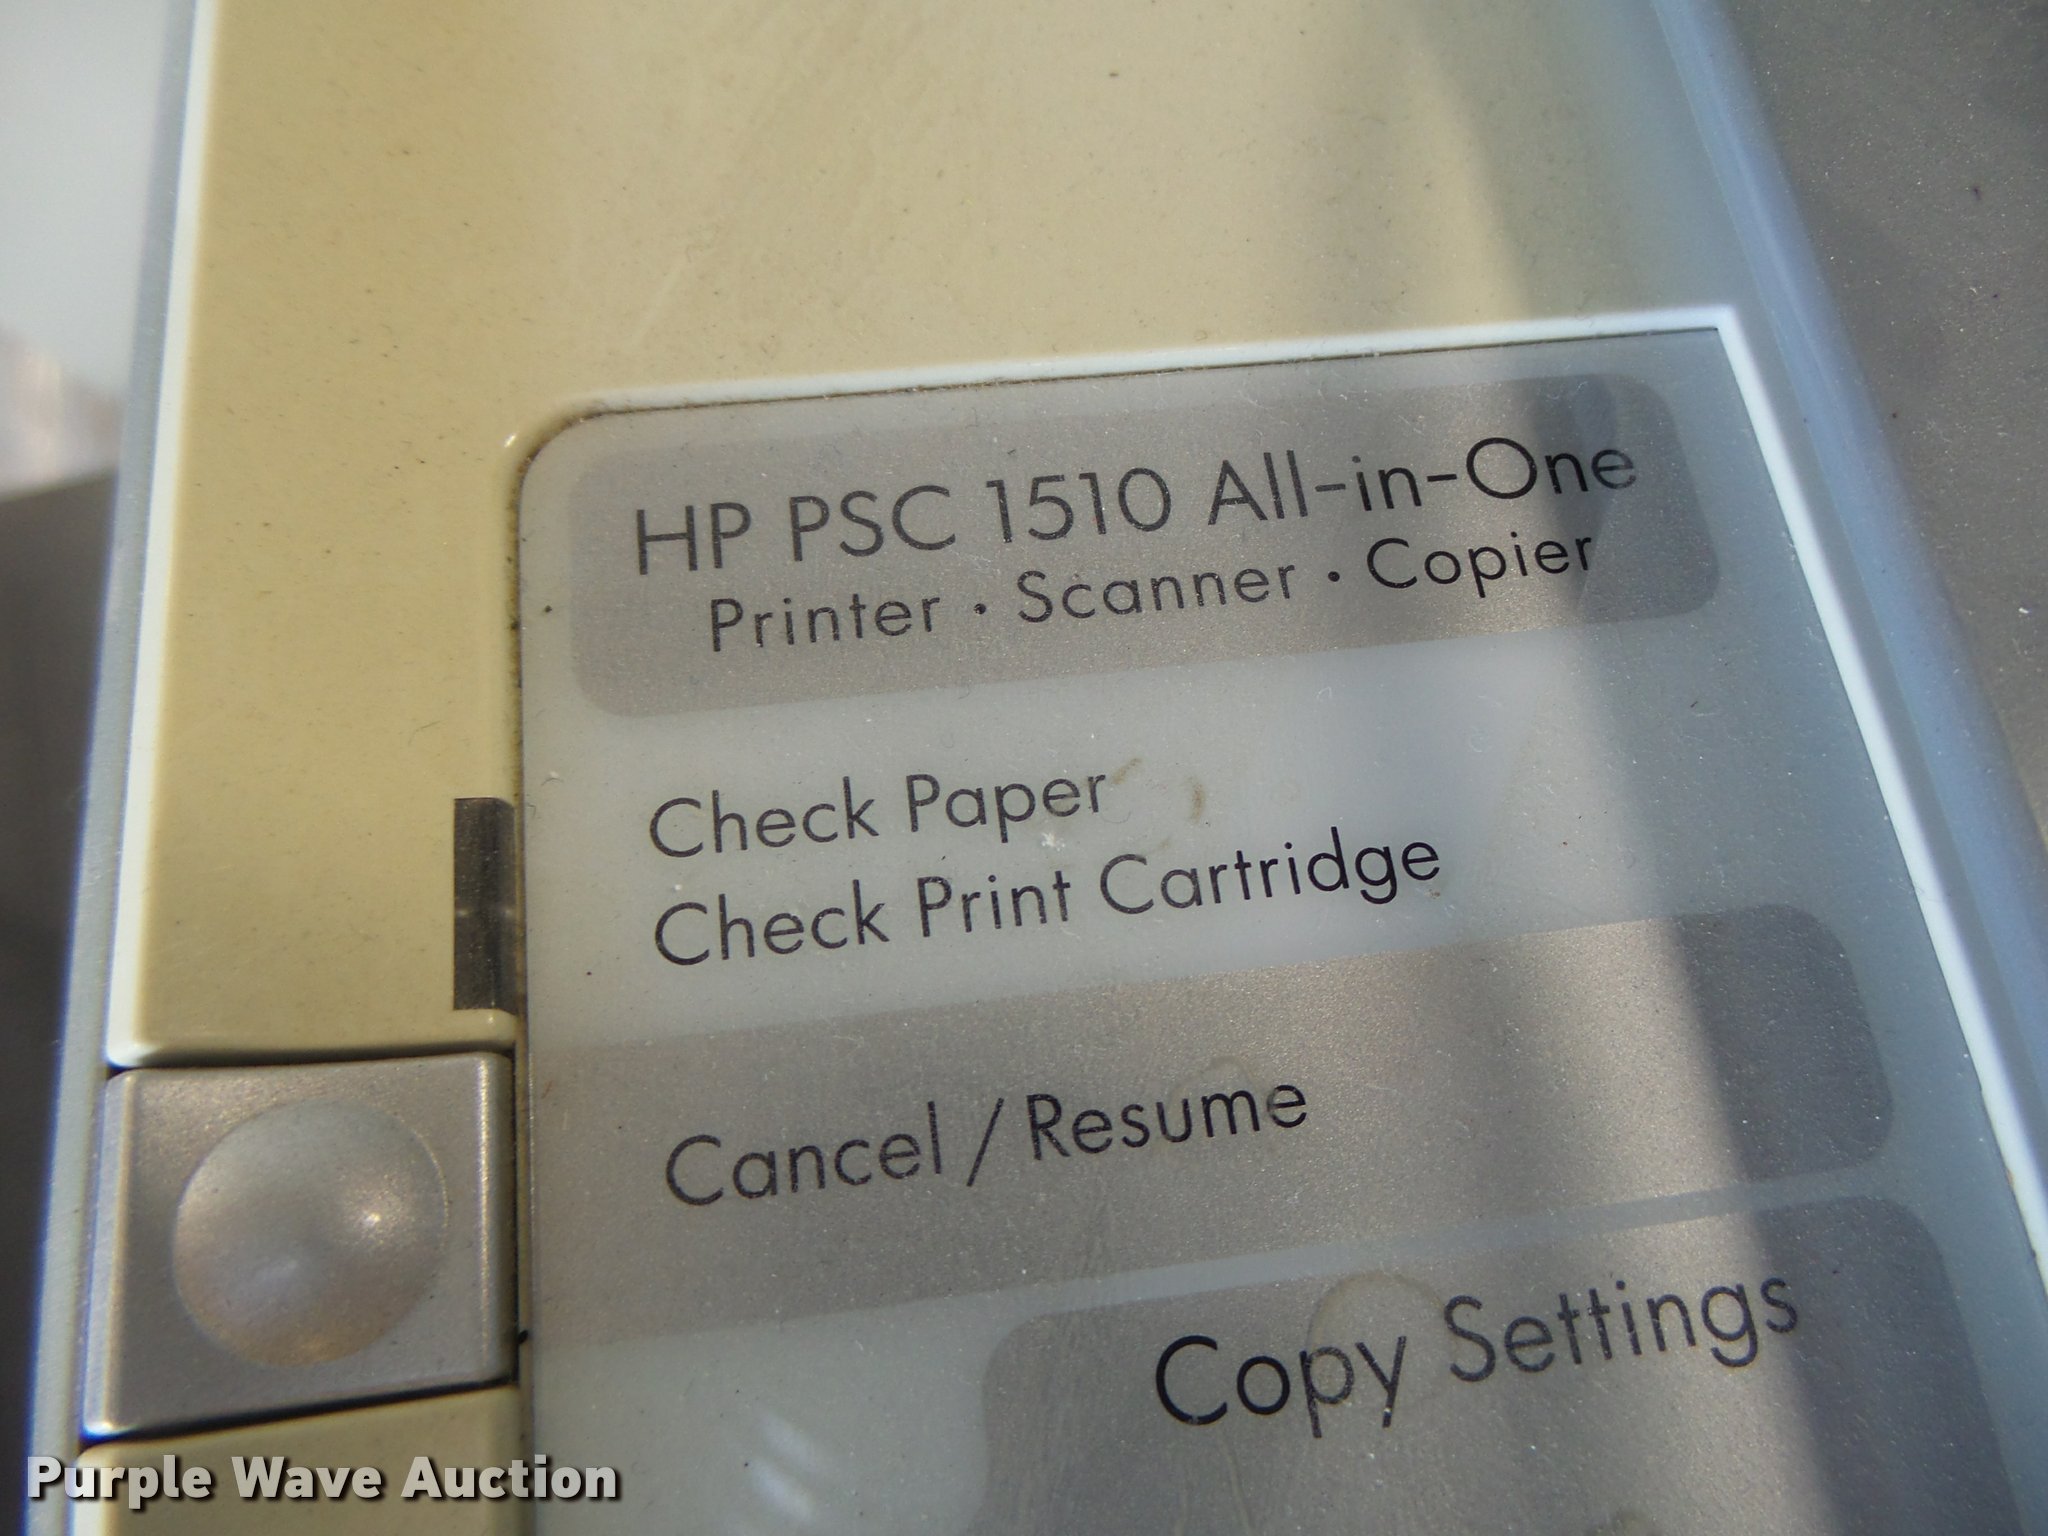 HP PSC 1510 All-in-One
Printer · Scanner · Copier
Check Paper
Check Print Cartridge
Cancel / Resume
Copy Settings
Purple Wave Auction